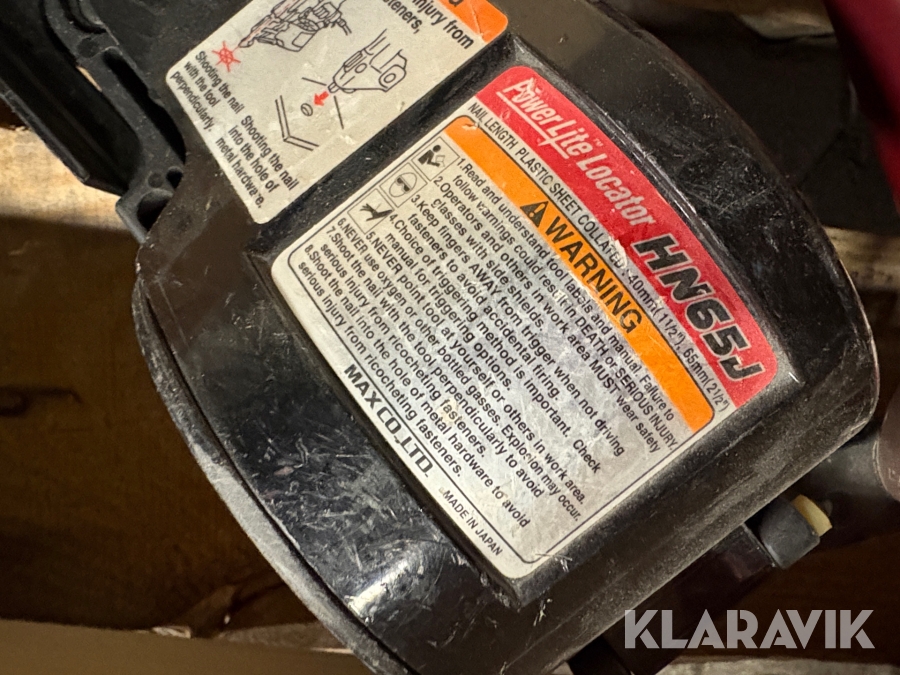 injury from
fasteners,
Shooting the nail
with the tool
perpendicularly.
Shooting the nail
into the hole of
metal hardware.
PowerLite Locator
™
HN65J
NAIL LENGTH PLASTIC SHEET COLLATED : 40mm (11/2"), 65mm (21/2")
WARNING
1.Read and understand tool labels and manual. Failure to
follow warnings could result in DEATH or SERIOUS INJURY.
2.Operators and others in work area MUST wear safety
glasses with side shields.
3.Keep fingers AWAY from trigger when not driving
fasteners to avoid accidental firing.
4.Choice of triggering method is important. Check
manual for triggering options.
5.NEVER point tool at yourself or others in work area.
6.NEVER use oxygen or other bottled gasses. Explosion may occur.
7.Shoot the nail with the tool perpendicularly to avoid
serious injury from ricocheting fasteners.
8.Shoot the nail into the hole of metal hardware to avoid
serious injury from ricocheting fasteners.
MAX CO.,LTD.
MADE IN JAPAN
KLARAVIK